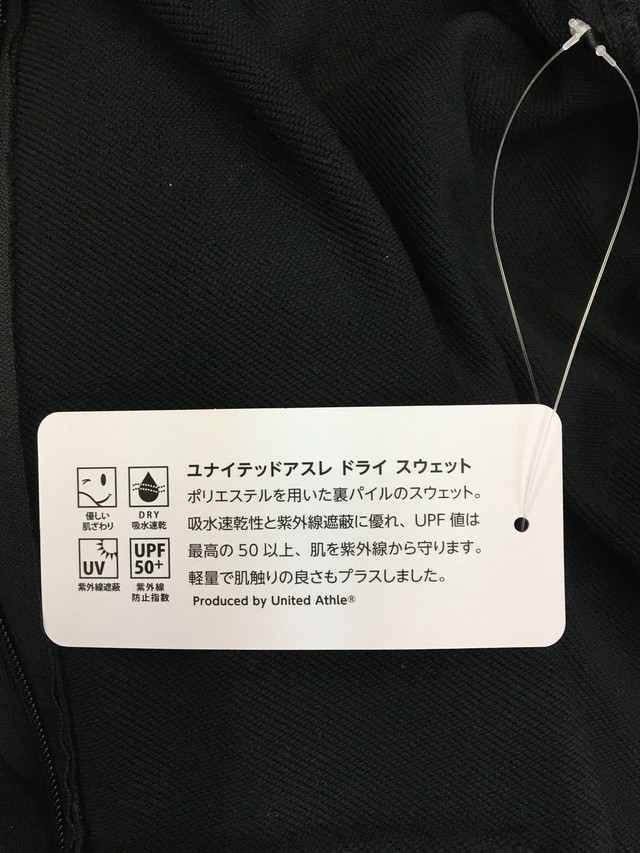 ユナイテッドアスレ ドライ スウェット
ポリエステルを用いた裏パイルのスウェット。
吸水速乾性と紫外線遮蔽に優れ、UPF 値は
最高の 50 以上、肌を紫外線から守ります。
軽量で肌触りの良さもプラスしました。
Produced by United Athle®
優しい
肌ざわり
DRY
吸水速乾
UV
紫外線遮蔽
UPF
50+
紫外線
防止指数